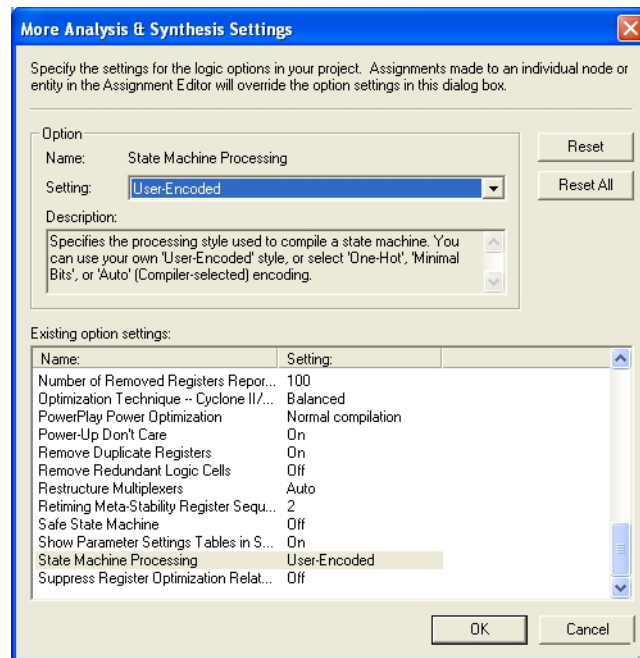 More Analysis & Synthesis Settings
Specify the settings for the logic options in your project. Assignments made to an individual node or
entity in the Assignment Editor will override the option settings in this dialog box.
Option
Name: State Machine Processing
Setting: User-Encoded
Description:
Specifies the processing style used to compile a state machine. You
can use your own 'User-Encoded' style, or select 'One-Hot', 'Minimal
Bits', or 'Auto' (Compiler-selected) encoding.
Reset
Reset All
Existing option settings:
Name: Setting:
Number of Removed Registers Repor... 100
Optimization Technique -- Cyclone II/... Balanced
PowerPlay Power Optimization Normal compilation
Power-Up Don't Care On
Remove Duplicate Registers On
Remove Redundant Logic Cells Off
Restructure Multiplexers Auto
Retiming Meta-Stability Register Sequ... 2
Safe State Machine Off
Show Parameter Settings Tables in S... On
State Machine Processing User-Encoded
Suppress Register Optimization Relat... Off
OK Cancel